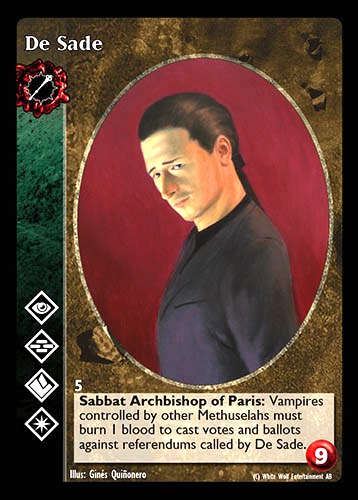 De Sade
5
Sabbat Archbishop of Paris: Vampires
controlled by other Methuselahs must
burn 1 blood to cast votes and ballots
against referendums called by De Sade.
9
Illus: Ginés Quiñonero
(C) White Wolf Entertainment AB